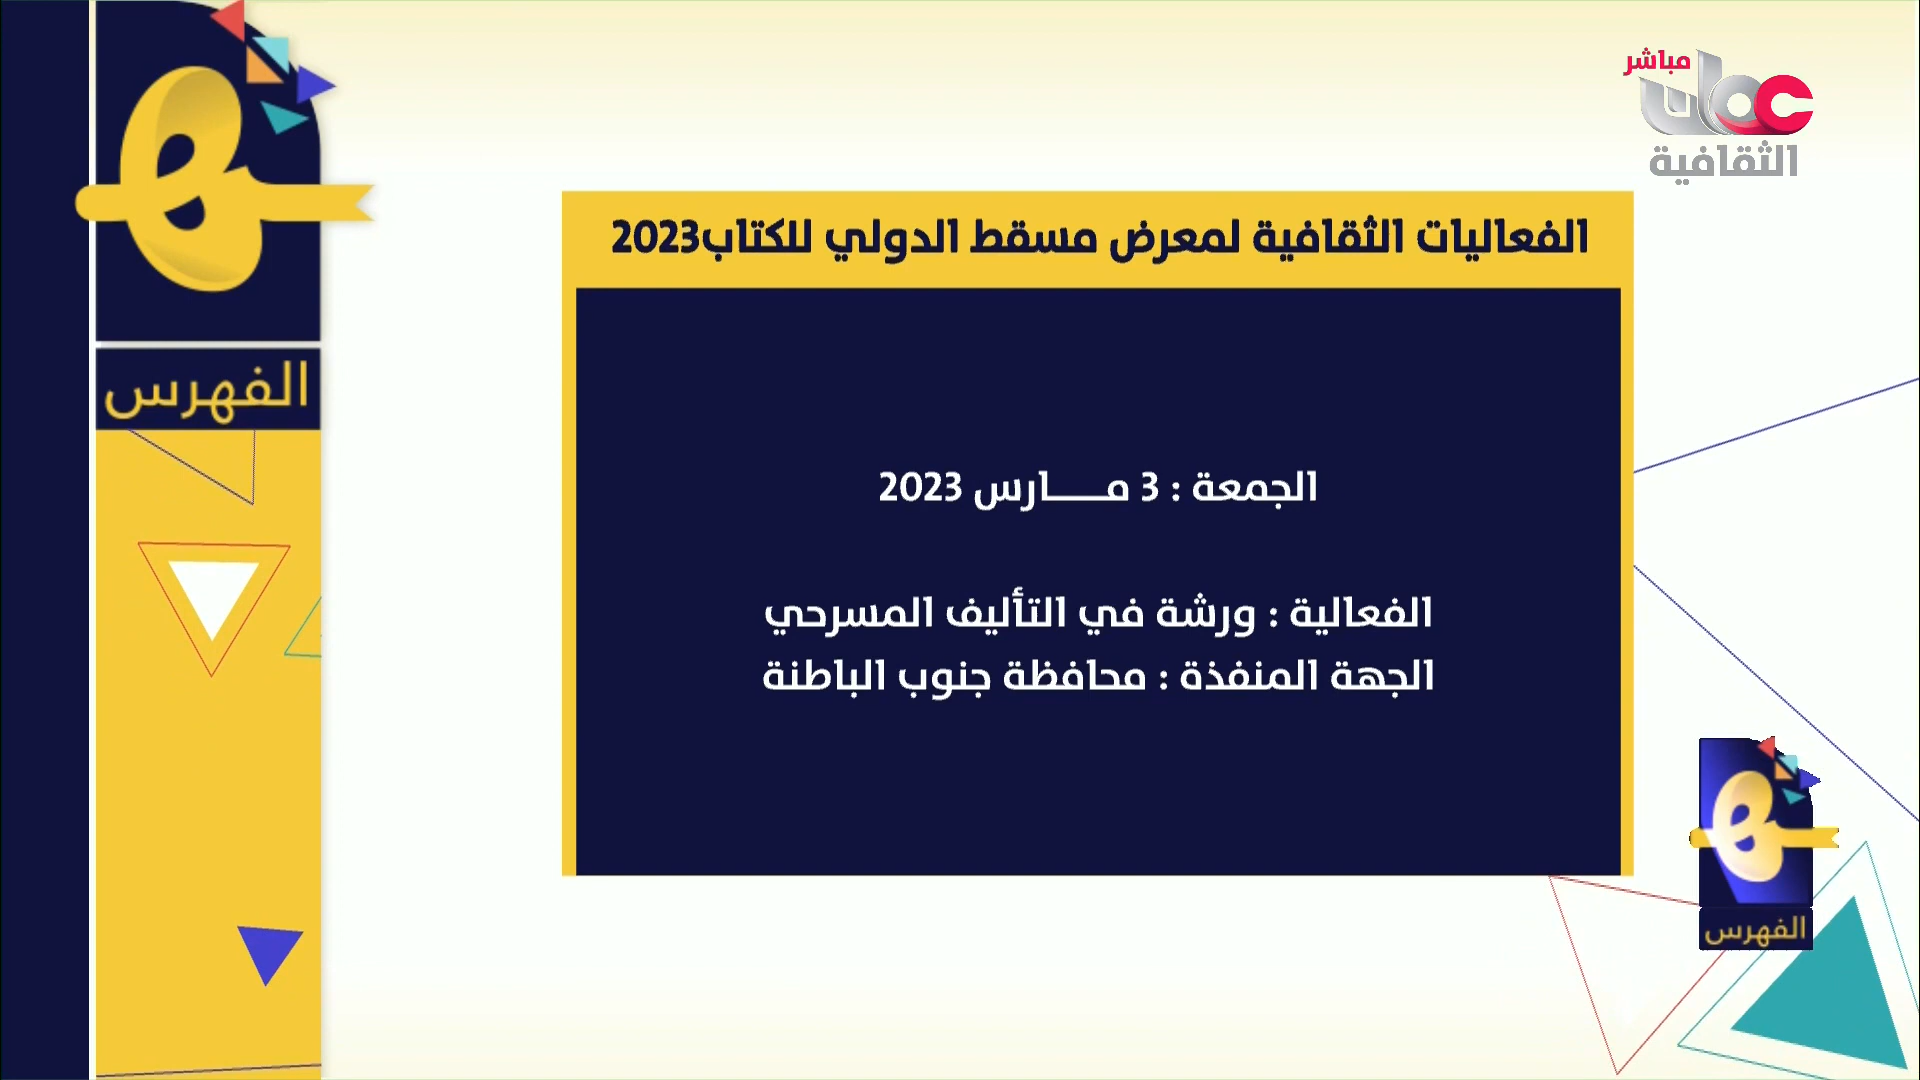 مباشر
عمان
الثقافية
الفعاليات الثقافية لمعرض مسقط الدولي للكتاب2023
الفهرس
الجمعة : 3 مـــــارس 2023
الفعالية : ورشة في التأليف المسرحي
الجهة المنفذة : محافظة جنوب الباطنة
الفهرس